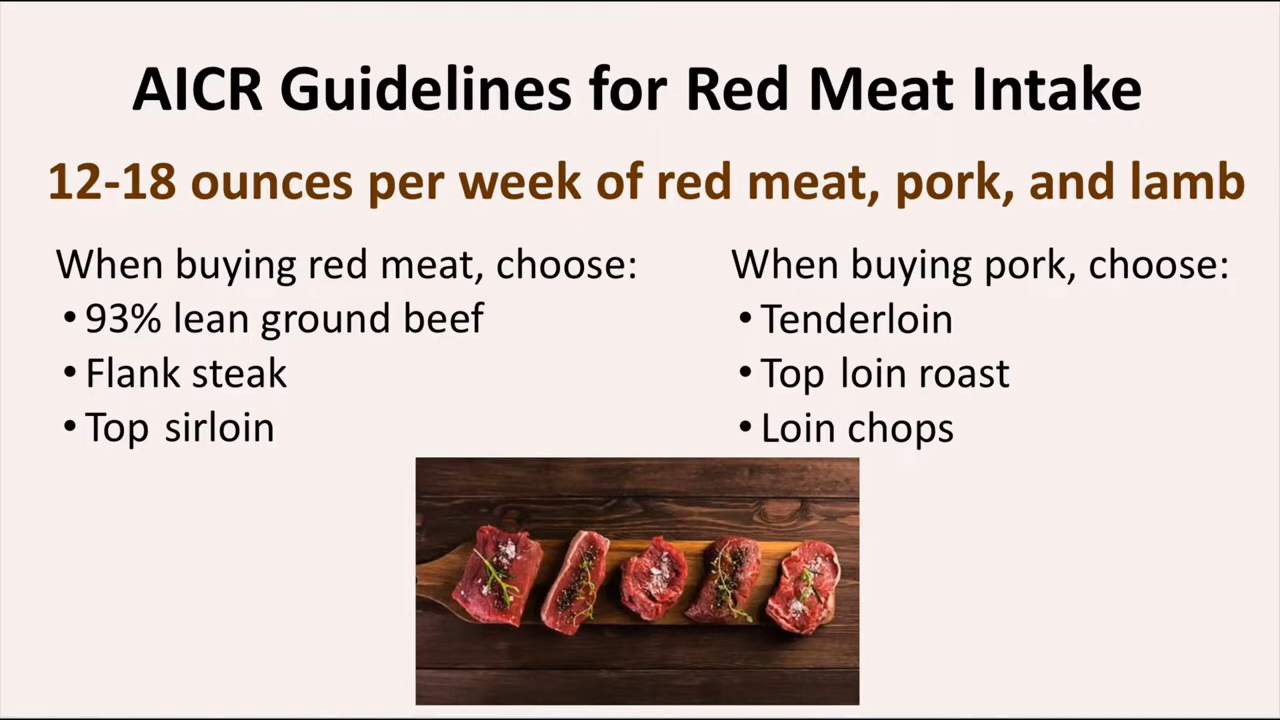 AICR Guidelines for Red Meat Intake
12-18 ounces per week of red meat, pork, and lamb
When buying red meat, choose:
• 93% lean ground beef
• Flank steak
• Top sirloin
When buying pork, choose:
• Tenderloin
• Top loin roast
• Loin chops